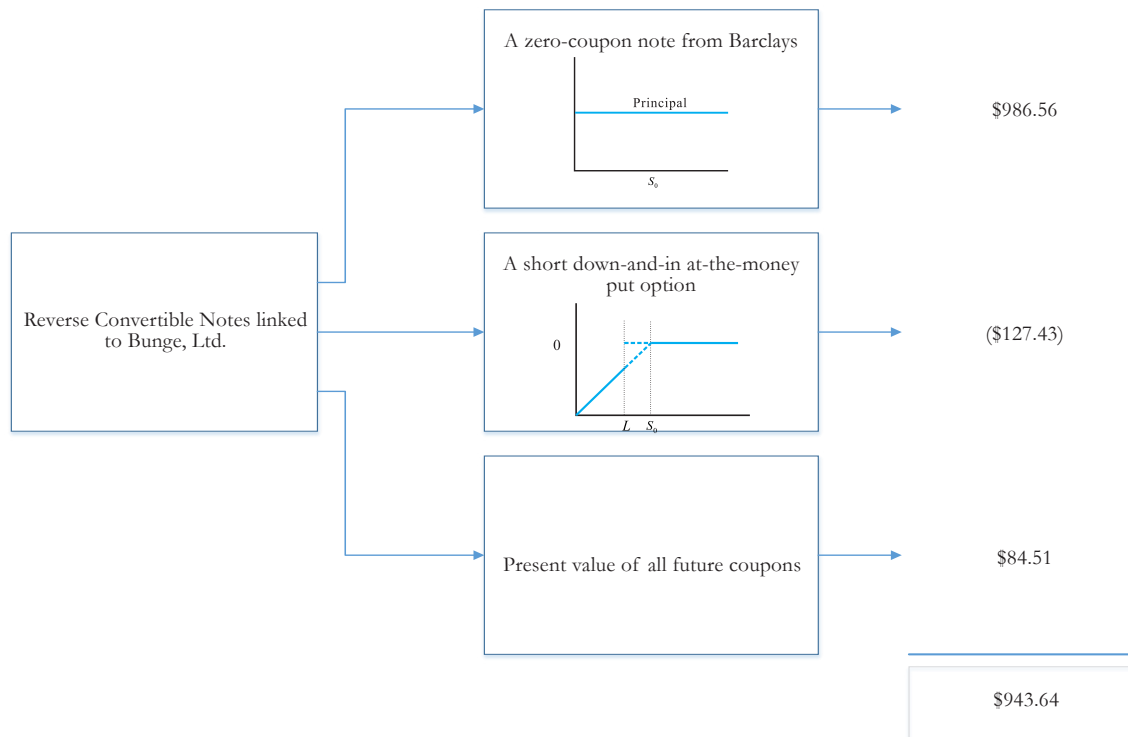 A zero-coupon note from Barclays
Principal
S₀
$986.56
Reverse Convertible Notes linked
to Bunge, Ltd.
A short down-and-in at-the-money
put option
0
L S₀
($127.43)
Present value of all future coupons
$84.51
$943.64